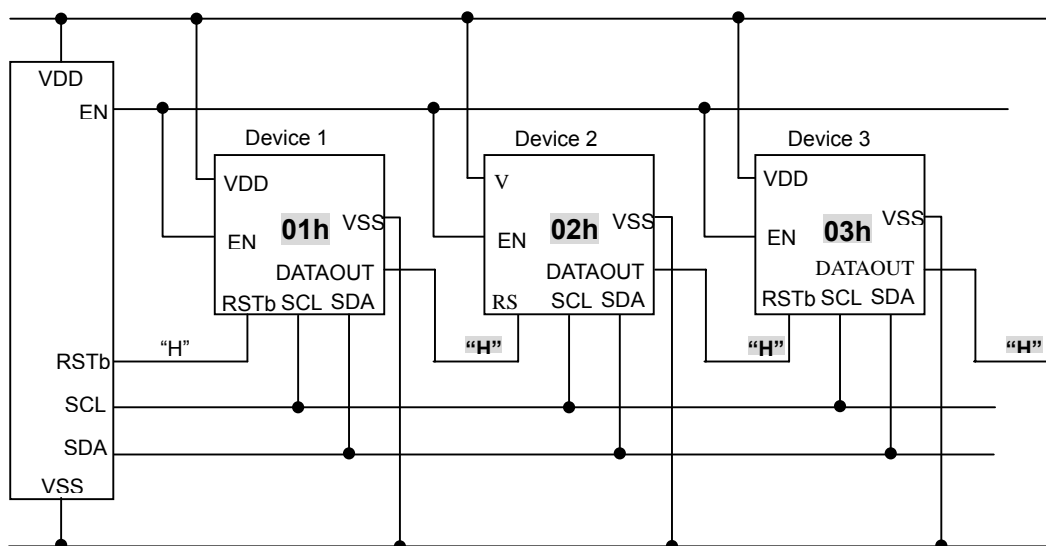 VDD
EN
RSTb
SCL
SDA
VSS
Device 1
VDD
EN
01h
VSS
DATAOUT
RSTb SCL SDA
“H”
Device 2
V
EN
02h
VSS
DATAOUT
RS SCL SDA
“H”
Device 3
VDD
EN
03h
VSS
DATAOUT
RSTb SCL SDA
“H”
“H”